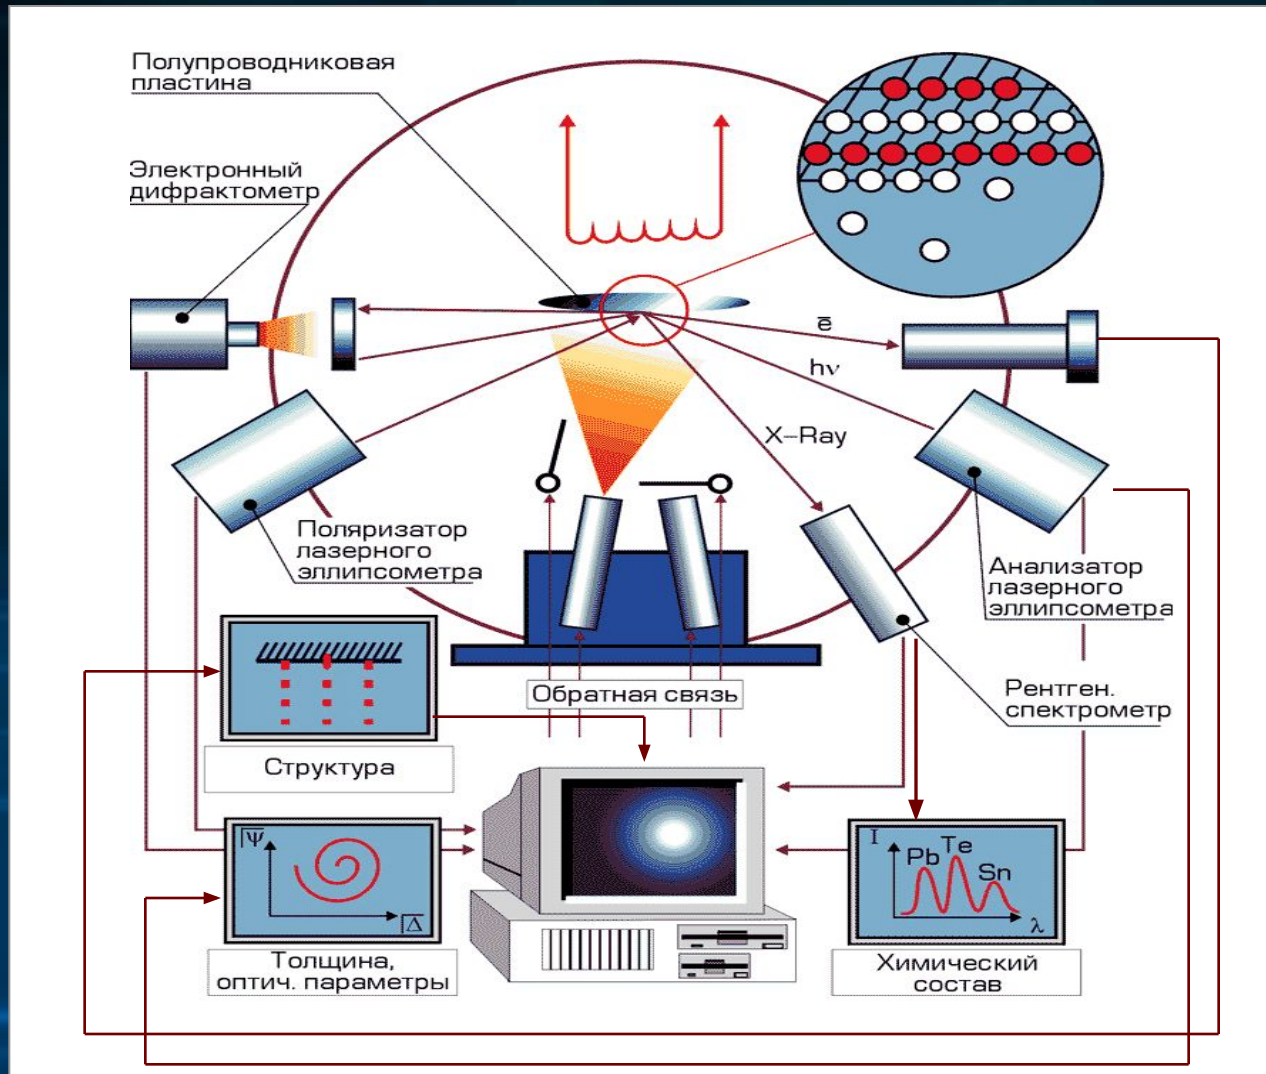 Полупроводниковая
пластина
Электронный
дифрактометр
e̅
hν
X–Ray
Поляризатор
лазерного
эллипсометра
Анализатор
лазерного
эллипсометра
Обратная связь
Рентген.
спектрометр
Структура
Ψ
Δ
I
Pb
Te
Sn
λ
Толщина,
оптич. параметры
Химический
состав